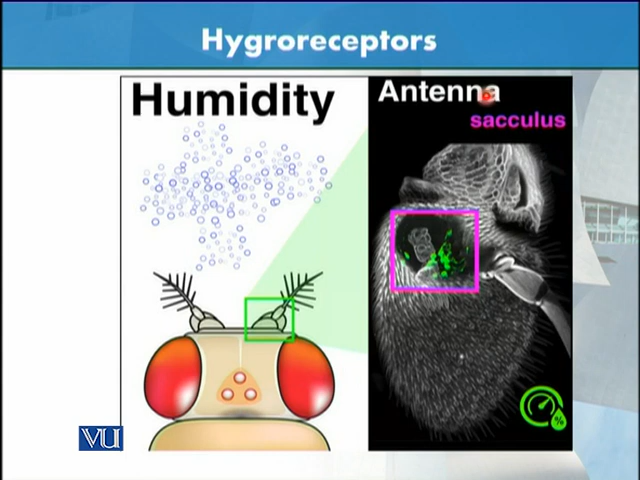 Hygroreceptors
Humidity
Antenna
sacculus
%
VU